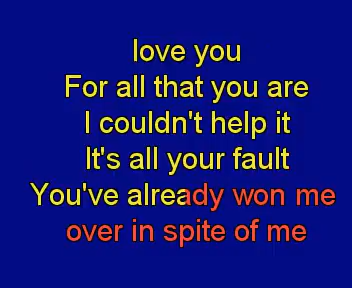 love you
For all that you are
I couldn't help it
It's all your fault
You've already won me
over in spite of me